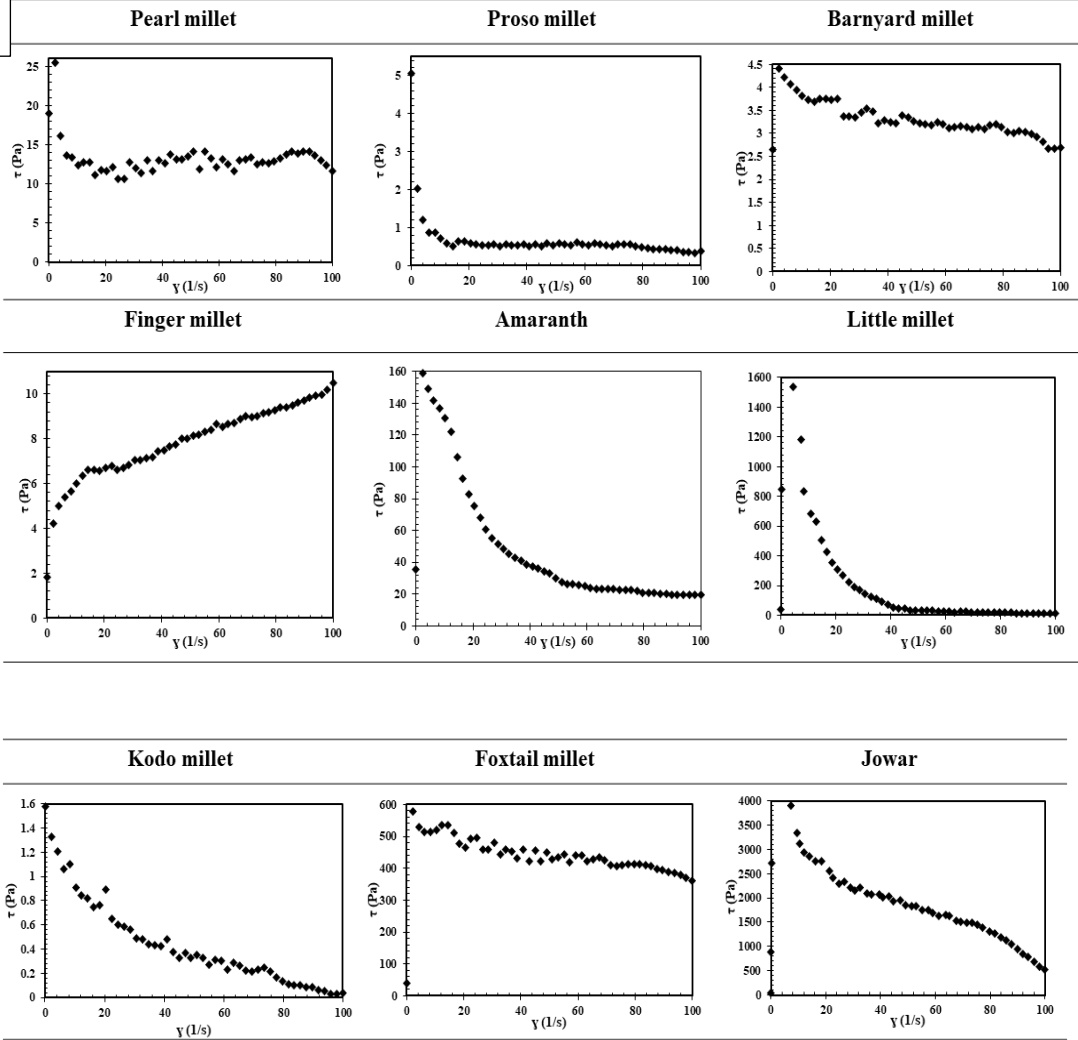 Pearl millet Proso millet Barnyard millet
25
20
15
10
5
0
0 20 40 60 80 100
τ (Pa)
γ (1/s)
5
4
3
2
1
0
0 20 40 60 80 100
τ (Pa)
γ (1/s)
4.5
4
3.5
3
2.5
2
1.5
1
0.5
0
0 20 40 60 80 100
τ (Pa)
γ (1/s)
Finger millet Amaranth Little millet
10
8
6
4
2
0
0 20 40 60 80 100
τ (Pa)
γ (1/s)
160
140
120
100
80
60
40
20
0
0 20 40 60 80 100
τ (Pa)
γ (1/s)
1600
1400
1200
1000
800
600
400
200
0
0 20 40 60 80 100
τ (Pa)
γ (1/s)
Kodo millet Foxtail millet Jowar
1.6
1.4
1.2
1
0.8
0.6
0.4
0.2
0
0 20 40 60 80 100
τ (Pa)
γ (1/s)
600
500
400
300
200
100
0
0 20 40 60 80 100
τ (Pa)
γ (1/s)
4000
3500
3000
2500
2000
1500
1000
500
0
0 20 40 60 80 100
τ (Pa)
γ (1/s)